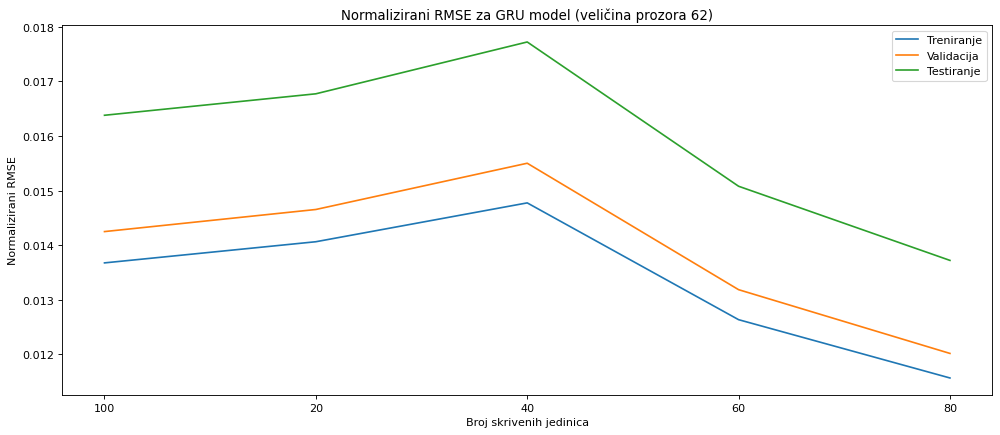 Normalizirani RMSE za GRU model (veličina prozora 62)
0.018
0.017
0.016
0.015
0.014
0.013
0.012
Normalizirani RMSE
Treniranje
Validacija
Testiranje
100 20 40 60 80
Broj skrivenih jedinica